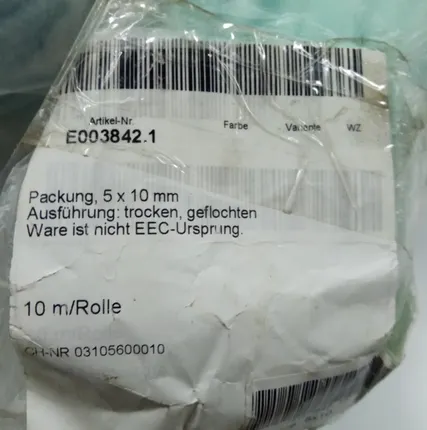 Artikel-Nr. Farbe Variante WZ
E003842.1
Packung, 5 x 10 mm
Ausführung: trocken, geflochten
Ware ist nicht EEC-Ursprung.
10 m/Rolle
CH-NR 03105600010